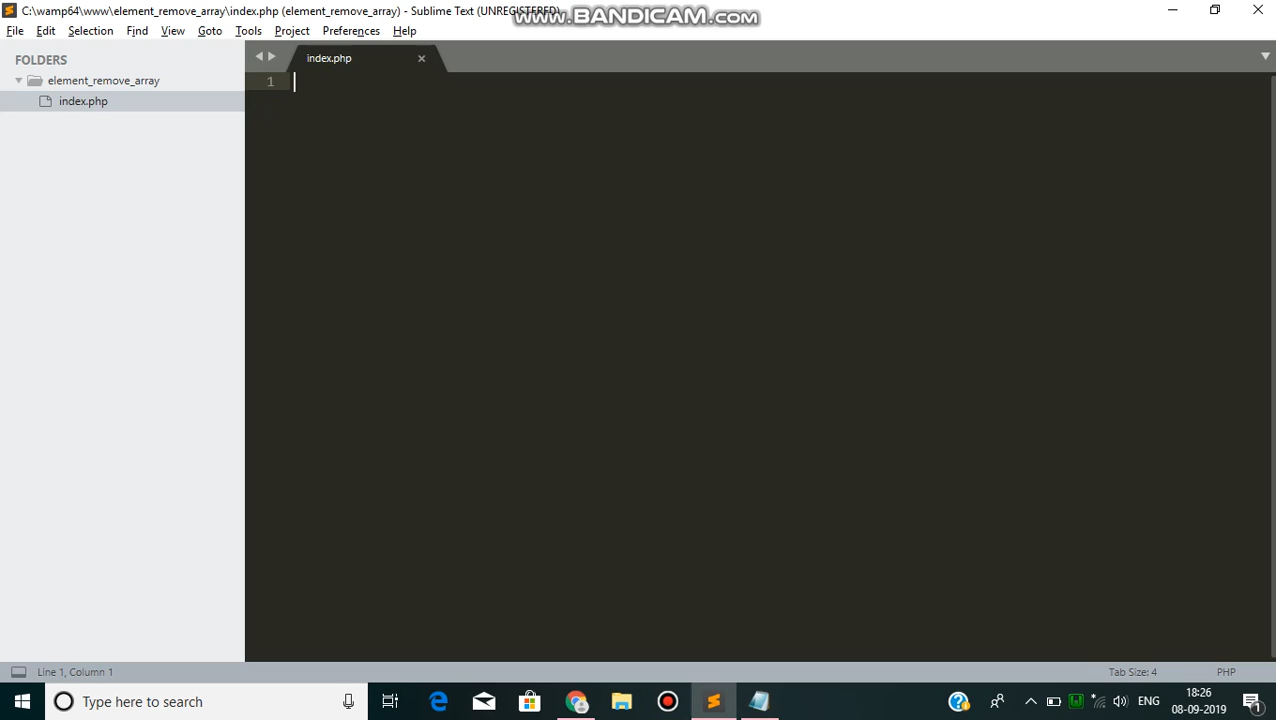 C:\wamp64\www\element_remove_array\index.php (element_remove_array) - Sublime Text (UNREGISTERED)
www.BANDICAM.com
File Edit Selection Find View Goto Tools Project Preferences Help
FOLDERS
element_remove_array
index.php
index.php
1
Line 1, Column 1
Tab Size: 4
PHP
Type here to search
ENG
18:26
08-09-2019
1